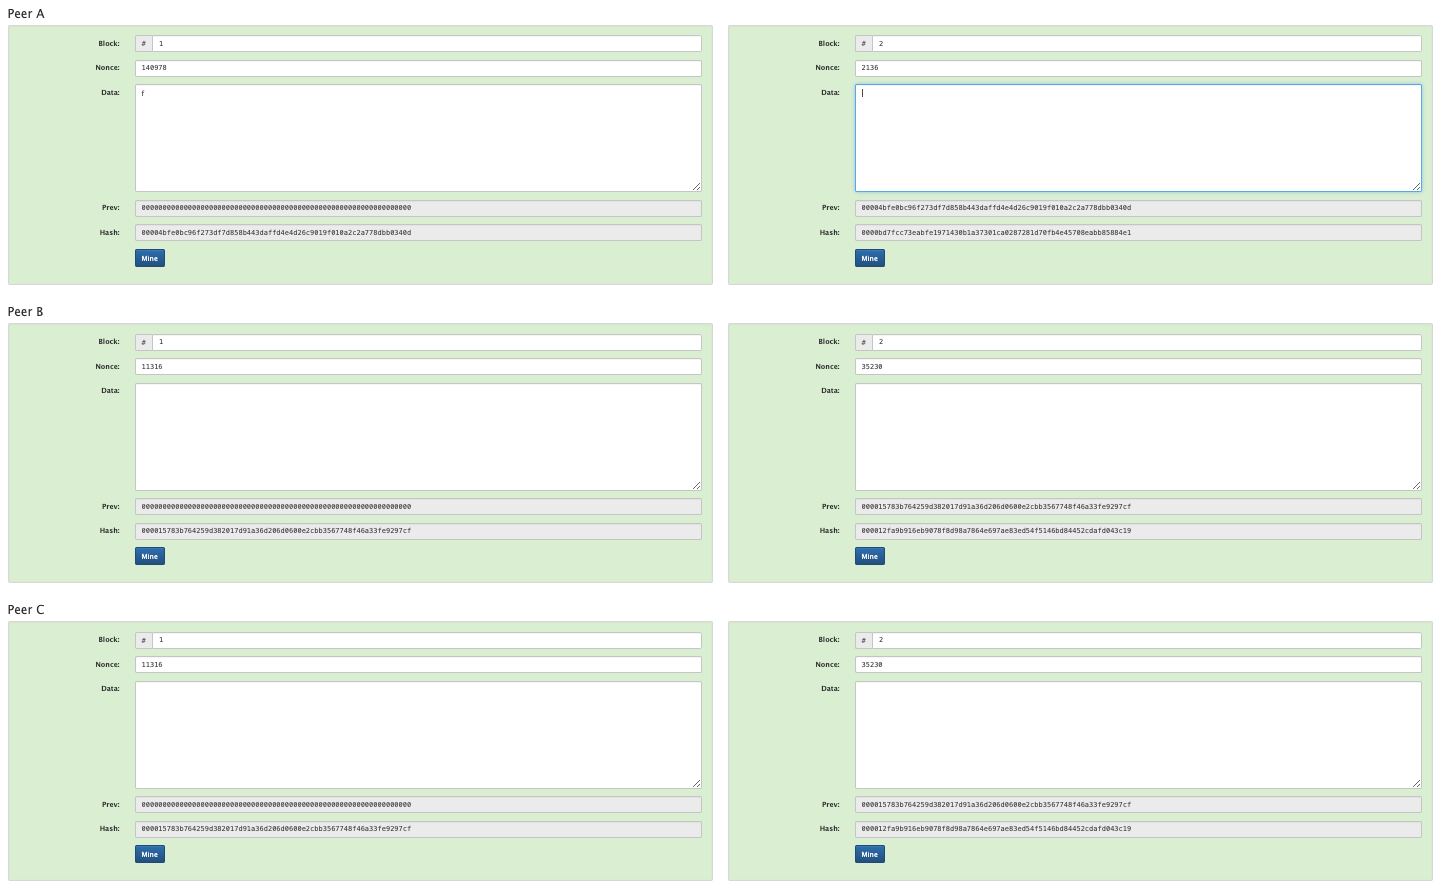 Peer A
Block: # 1
Nonce: 140978
Data: f
Prev: 0000000000000000000000000000000000000000000000000000000000000000
Hash: 00004bfe0bc96f273df7d858b443daffd4e4d26c9019f010a2c2a778dbb0340d
Mine
Block: # 2
Nonce: 2136
Data:
Prev: 00004bfe0bc96f273df7d858b443daffd4e4d26c9019f010a2c2a778dbb0340d
Hash: 0000bd7fcc73eabfe1971430b1a37301ca0287281d70fb4e45708eabb85884e1
Mine
Peer B
Block: # 1
Nonce: 11316
Data:
Prev: 0000000000000000000000000000000000000000000000000000000000000000
Hash: 000015783b764259d382017d91a36d206d0600e2cbb3567748f46a33fe9297cf
Mine
Block: # 2
Nonce: 35230
Data:
Prev: 000015783b764259d382017d91a36d206d0600e2cbb3567748f46a33fe9297cf
Hash: 000012fa9b916eb9078f8d98a7864e697ae83ed54f5146bd84452cdafd043c19
Mine
Peer C
Block: # 1
Nonce: 11316
Data:
Prev: 0000000000000000000000000000000000000000000000000000000000000000
Hash: 000015783b764259d382017d91a36d206d0600e2cbb3567748f46a33fe9297cf
Mine
Block: # 2
Nonce: 35230
Data:
Prev: 000015783b764259d382017d91a36d206d0600e2cbb3567748f46a33fe9297cf
Hash: 000012fa9b916eb9078f8d98a7864e697ae83ed54f5146bd84452cdafd043c19
Mine